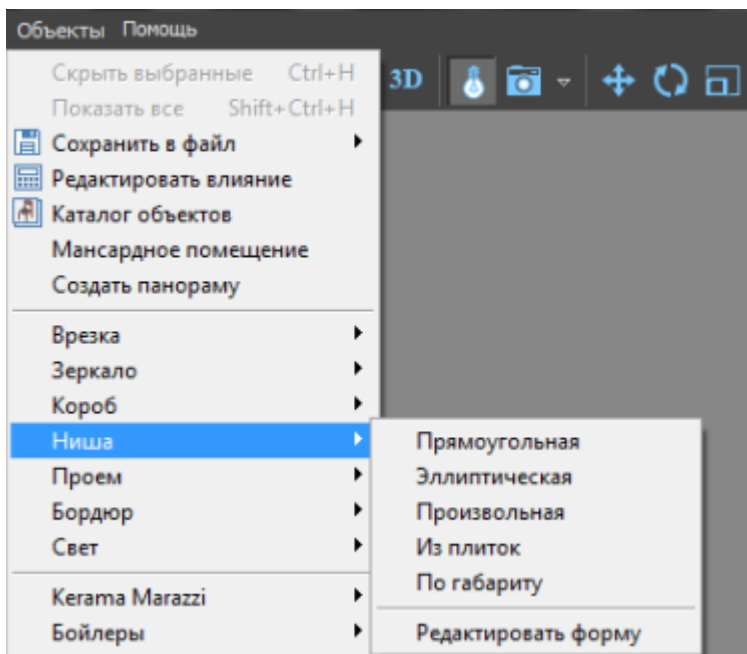 Объекты Помощь
Скрыть выбранные Ctrl+H
3D
Показать все Shift+Ctrl+H
Сохранить в файл
Редактировать влияние
Каталог объектов
Мансардное помещение
Создать панораму
Врезка
Зеркало
Короб
Ниша
Проем
Бордюр
Свет
Kerama Marazzi
Бойлеры
Прямоугольная
Эллиптическая
Произвольная
Из плиток
По габариту
Редактировать форму